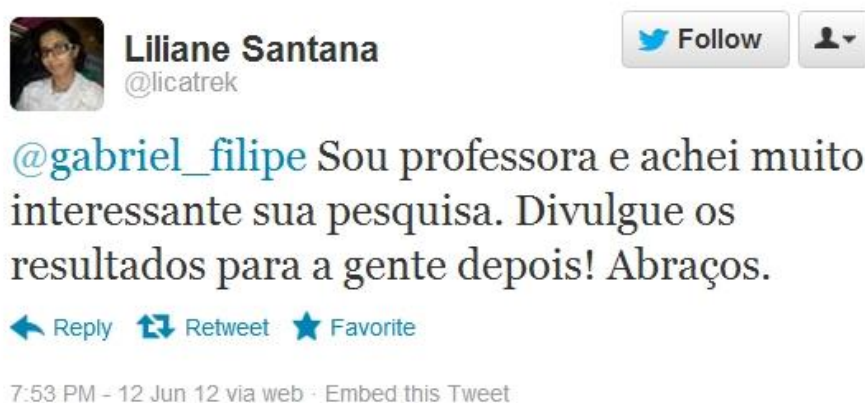 Liliane Santana
@licatrek
Follow
@gabriel_filipe Sou professora e achei muito
interessante sua pesquisa. Divulgue os
resultados para a gente depois! Abraços.
Reply Retweet Favorite
7:53 PM - 12 Jun 12 via web · Embed this Tweet